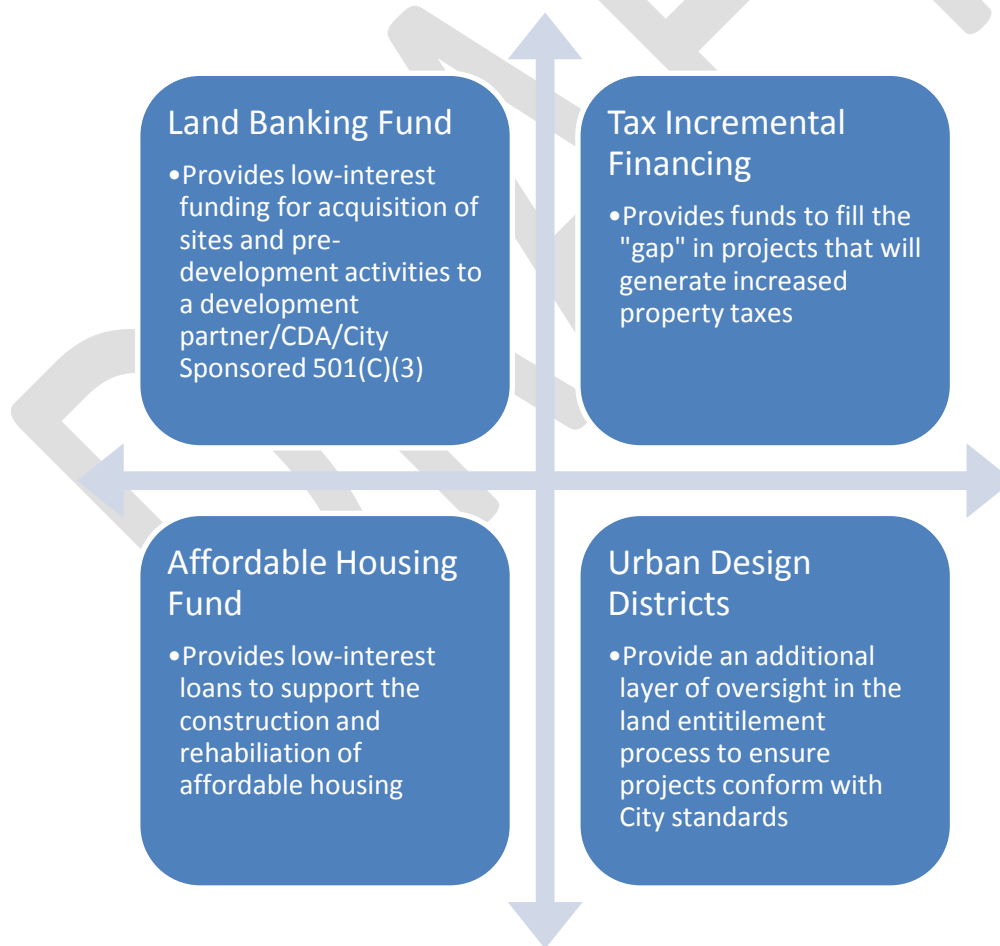 Land Banking Fund
•Provides low-interest
funding for acquisition of
sites and pre-
development activities to
a development
partner/CDA/City
Sponsored 501(C)(3)
Tax Incremental
Financing
•Provides funds to fill the
"gap" in projects that will
generate increased
property taxes
Affordable Housing
Fund
•Provides low-interest
loans to support the
construction and
rehabiliation of
affordable housing
Urban Design
Districts
•Provide an additional
layer of oversight in the
land entitilement
process to ensure
projects conform with
City standards